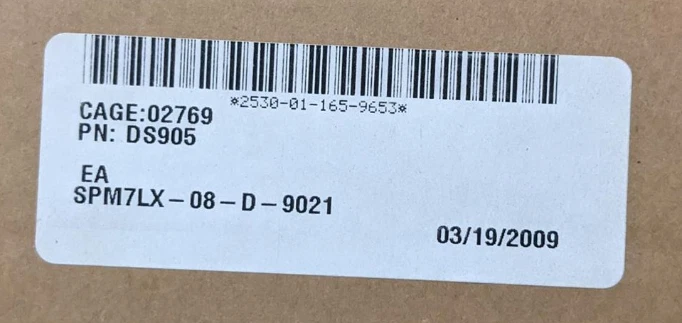 *2530-01-165-9653*
CAGE:02769
PN: DS905
EA
SPM7LX-08-D-9021
03/19/2009